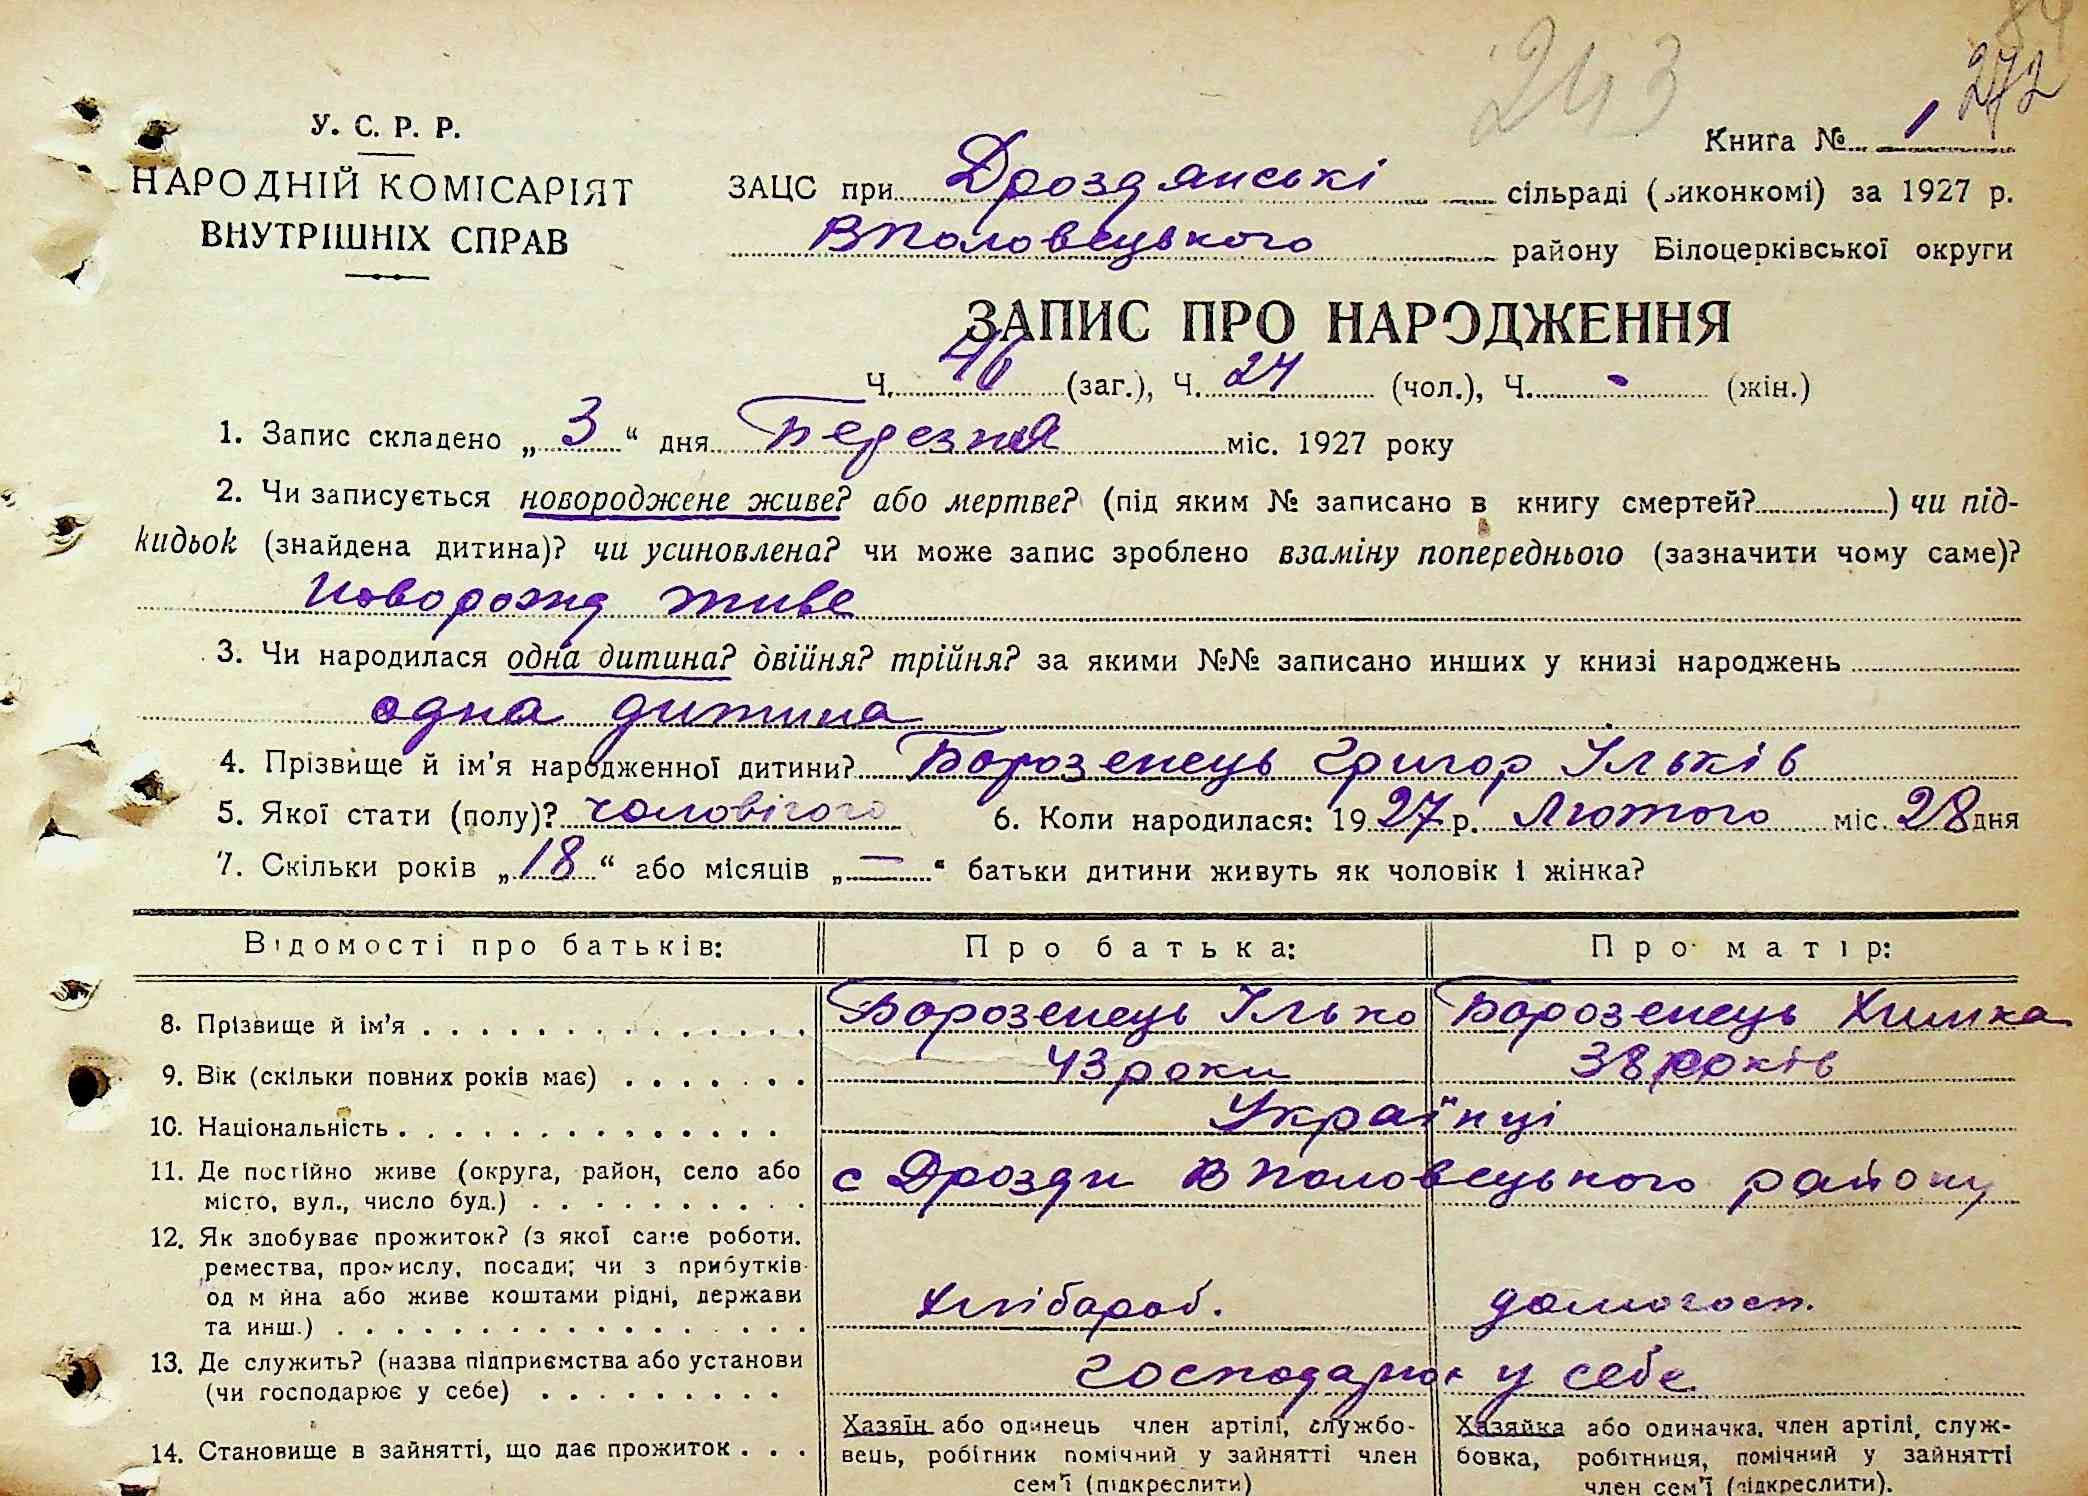 243
272
У. С. Р. Р.
НАРОДНІЙ КОМІСАРІЯТ
ВНУТРІШНІХ СПРАВ
Книга № 1
ЗАЦС при Дроздянські сільраді (виконкомі) за 1927 р.
ВПоловецького району Білоцерківської округи
ЗАПИС ПРО НАРОДЖЕННЯ
Ч. 46 (заг.), Ч. 24 (чол.), Ч. - (жін.)
1. Запис складено „ 3 “ дня Березня міс. 1927 року
2. Чи записується новороджене живе? або мертве? (під яким № записано в книгу смертей? ) чи під-
кидьок (знайдена дитина)? чи усиновлена? чи може запис зроблено взаміну попереднього (зазначити чому саме)?
Новорожд живе
3. Чи народилася одна дитина? двійня? трійня? за якими №№ записано инших у книзі народжень
одна дитина
4. Прізвище й ім'я народженної дитини? Борозенець Григор Ільків
5. Якої стати (полу)? чоловічого 6. Коли народилася: 1927 р. Лютого міс. 28 дня
7. Скільки років „ 18 “ або місяців „ — “ батьки дитини живуть як чоловік і жінка?
Відомості про батьків: Про батька: Про матір:
8. Прізвище й ім'я Борозенець Ілько Борозенець Химка
9. Вік (скільки повних років має) 43 роки 38 років
10. Національність Українці
11. Де постійно живе (округа, район, село або
місто, вул., число буд.) с Дрозди ВПоловецького району
12. Як здобуває прожиток? (з якої саме роботи.
ремества, промислу, посади; чи з прибутків
од майна або живе коштами рідні, держави
та инш.) Хлібароб. домогосп.
13. Де служить? (назва підприємства або установи
(чи господарює у себе) господарює у себе
14. Становище в зайнятті, що дає прожиток
Хазяїн або одинець член артілі, службо-
вець, робітник помічний у зайнятті член
сем'ї (підкреслити)
Хазяйка або одиначка, член артілі, служ-
бовка, робітниця, помічний у зайнятті
член сем'ї (підкреслити).